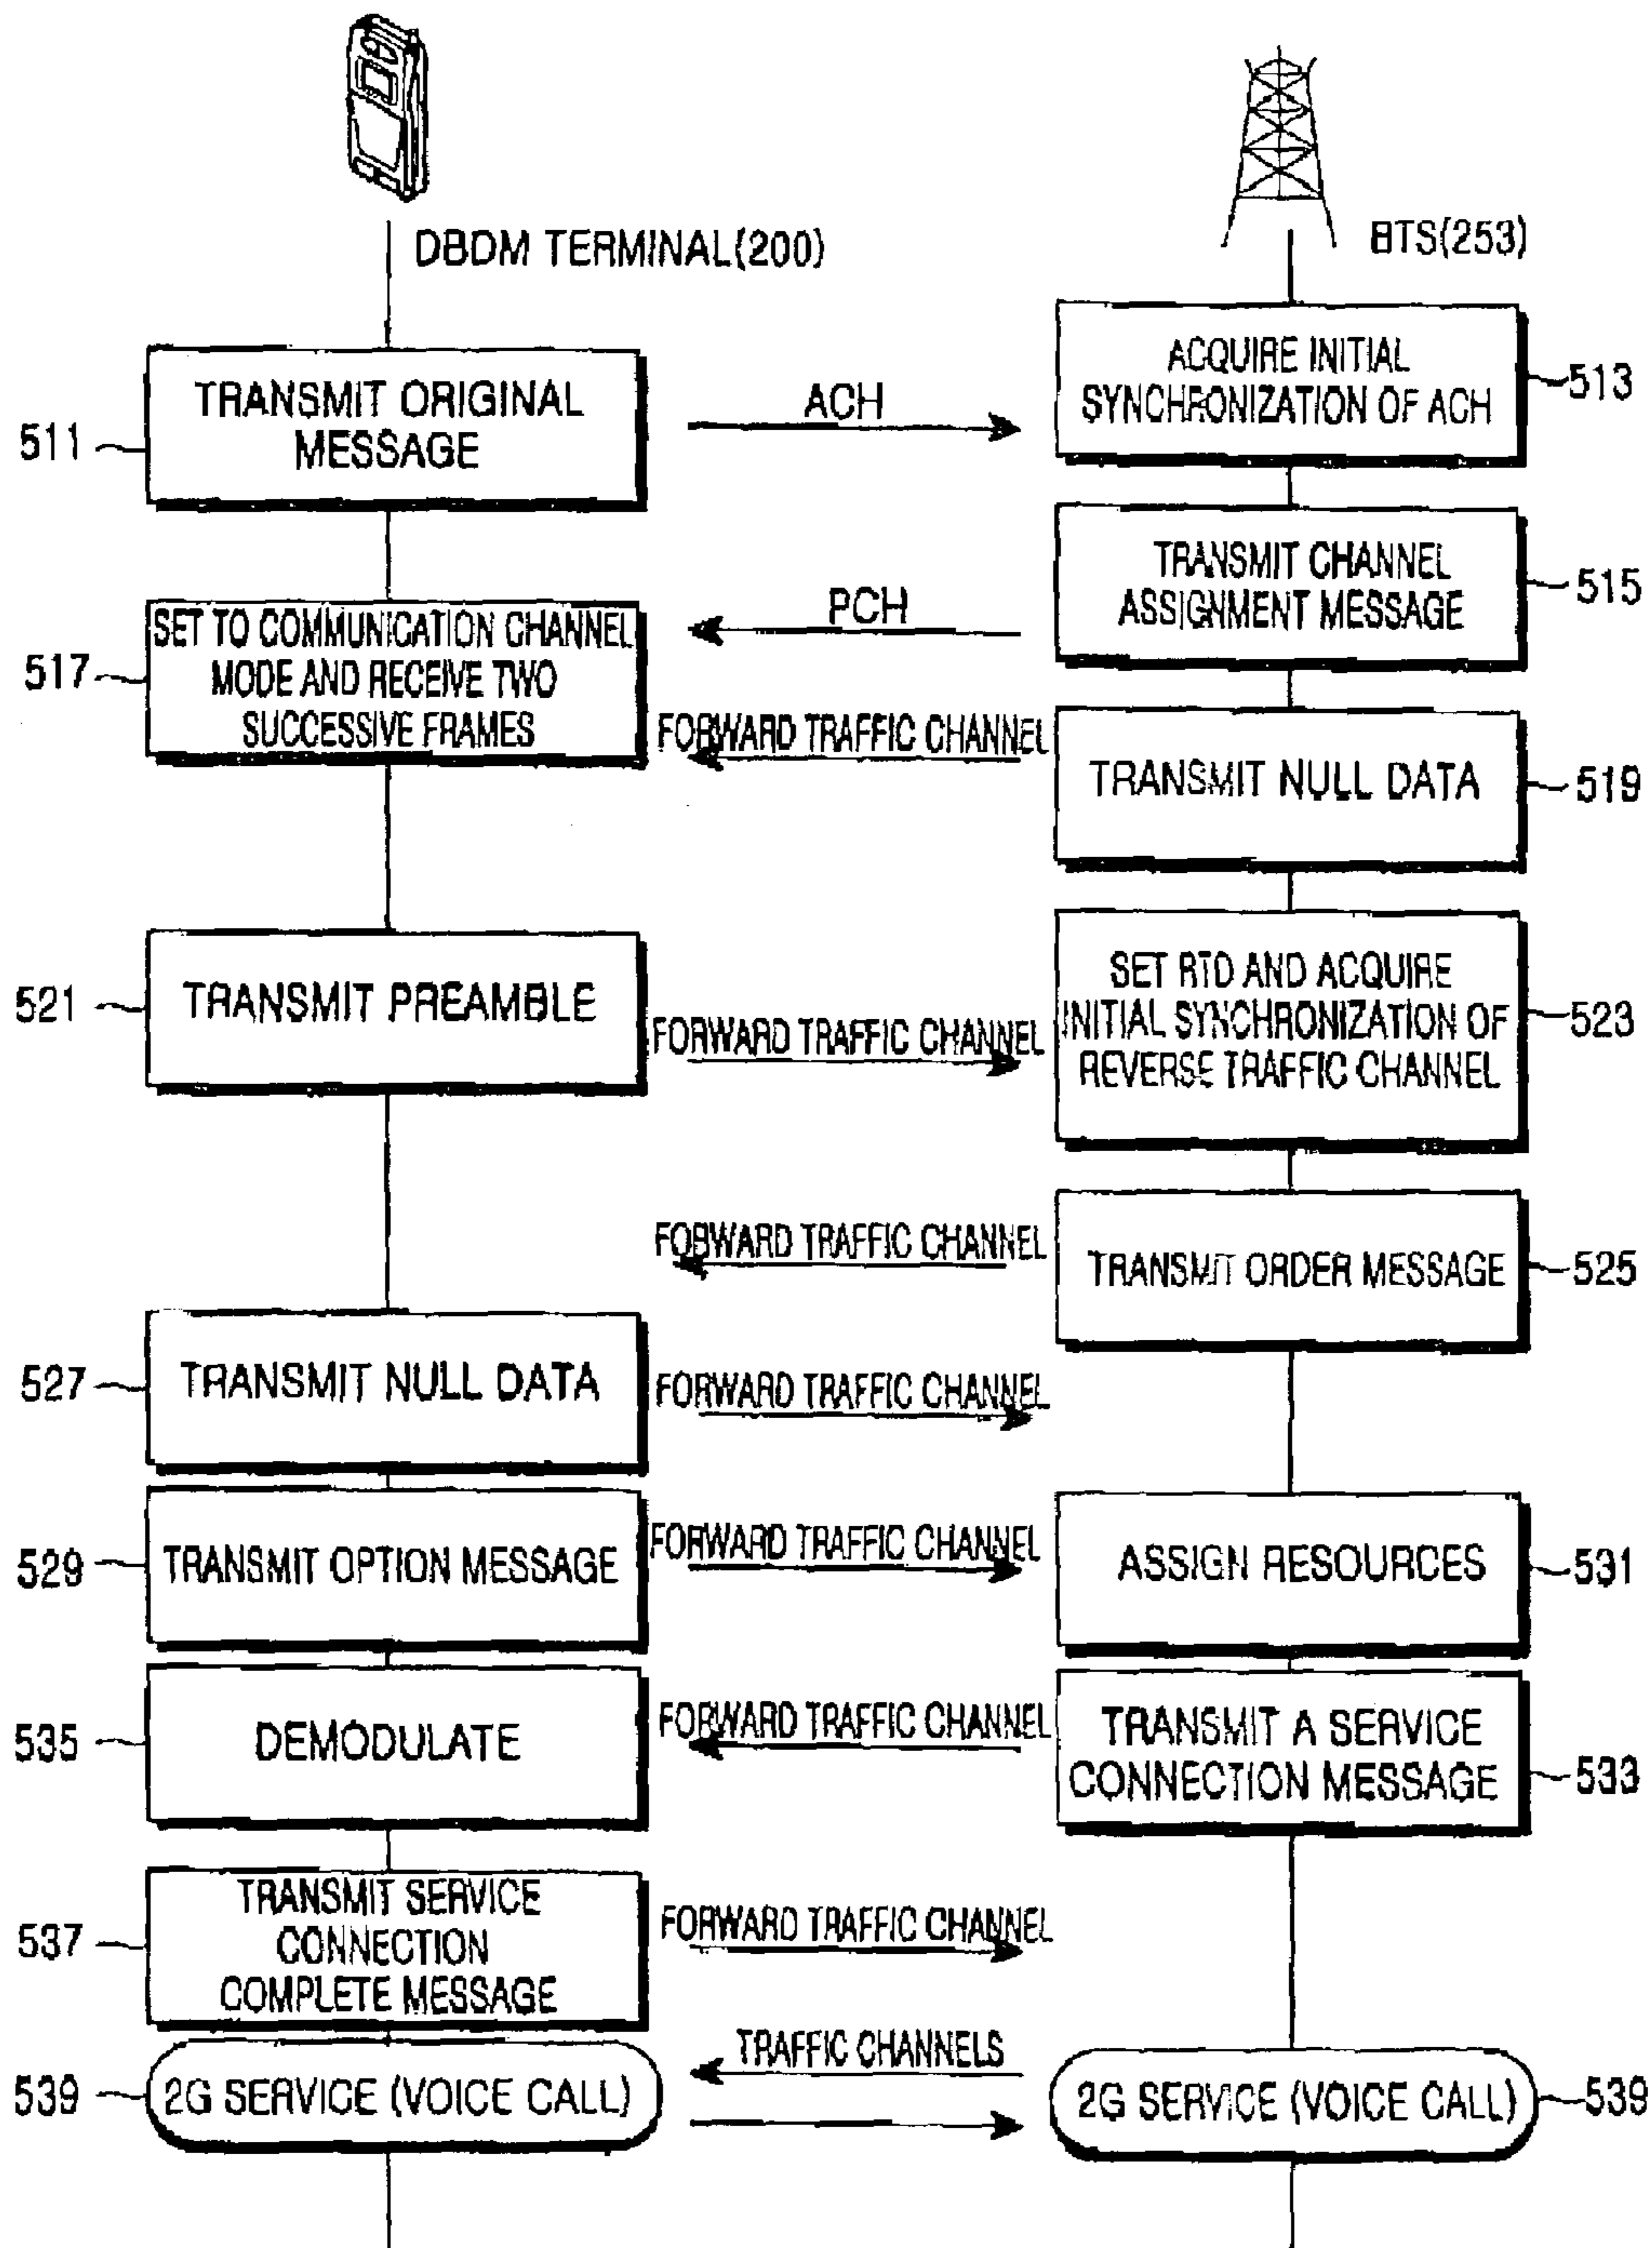 DBDM TERMINAL(200)
BTS(253)
TRANSMIT ORIGINAL
MESSAGE
511
ACH
ACQUIRE INITIAL
SYNCHRONIZATION OF ACH
513
TRANSMIT CHANNEL
ASSIGNMENT MESSAGE
515
PCH
SET TO COMMUNICATION CHANNEL
MODE AND RECEIVE TWO
SUCCESSIVE FRAMES
517
FORWARD TRAFFIC CHANNEL
TRANSMIT NULL DATA
519
521
TRANSMIT PREAMBLE
FORWARD TRAFFIC CHANNEL
SET RTD AND ACQUIRE
INITIAL SYNCHRONIZATION OF
REVERSE TRAFFIC CHANNEL
523
FORWARD TRAFFIC CHANNEL
TRANSMIT ORDER MESSAGE
525
527
TRANSMIT NULL DATA
FORWARD TRAFFIC CHANNEL
529
TRANSMIT OPTION MESSAGE
FORWARD TRAFFIC CHANNEL
ASSIGN RESOURCES
531
535
DEMODULATE
FORWARD TRAFFIC CHANNEL
TRANSMIT A SERVICE
CONNECTION MESSAGE
533
537
TRANSMIT SERVICE
CONNECTION
COMPLETE MESSAGE
FORWARD TRAFFIC CHANNEL
TRAFFIC CHANNELS
539
2G SERVICE (VOICE CALL)
2G SERVICE (VOICE CALL)
539